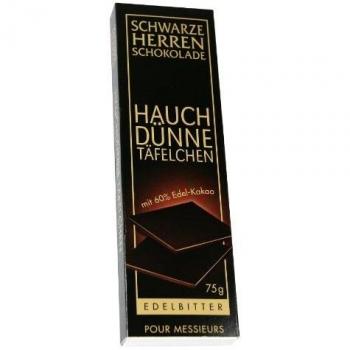 SCHWARZE
HERREN
SCHOKOLADE
HAUCH
DÜNNE
TÄFELCHEN
mit 60% Edel-Kakao
75g
EDELBITTER
POUR MESSIEURS